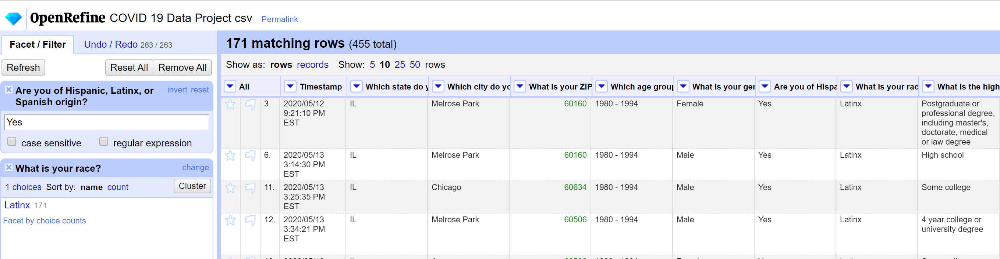 OpenRefine COVID 19 Data Project csv Permalink
Facet / Filter Undo / Redo 263 / 263
Refresh Reset All Remove All
Are you of Hispanic, Latinx, or invert reset
Spanish origin?
Yes
case sensitive regular expression
What is your race? change
1 choices Sort by: name count Cluster
Latinx 171
Facet by choice counts
171 matching rows (455 total)
Show as: rows records Show: 5 10 25 50 rows
All Timestamp Which state do y Which city do yo What is your ZIP Which age group What is your gen Are you of Hispa What is your rac What is the high
3. 2020/05/12 IL Melrose Park 60160 1980 - 1994 Female Yes Latinx Postgraduate or
9:21:10 PM professional degree,
EST including master's,
doctorate, medical
or law degree
6. 2020/05/13 IL Melrose Park 60160 1980 - 1994 Male Yes Latinx High school
3:14:30 PM
EST
11. 2020/05/13 IL Chicago 60634 1980 - 1994 Male Yes Latinx Some college
3:25:35 PM
EST
12. 2020/05/13 IL Melrose Park 60506 1980 - 1994 Male Yes Latinx 4 year college or
3:34:21 PM university degree
EST